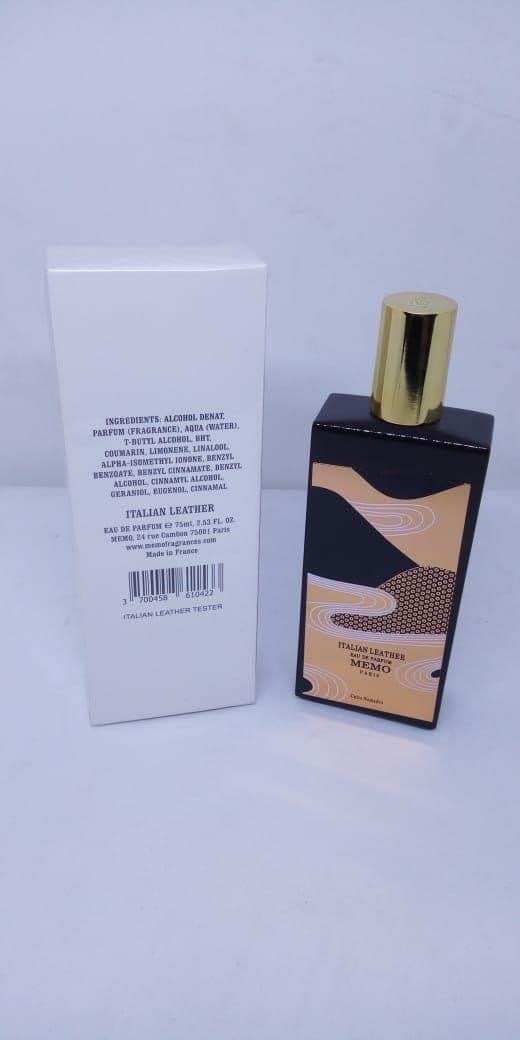 INGREDIENTS: ALCOHOL DENAT,
PARFUM (FRAGRANCE), AQUA (WATER),
T-BUTYL ALCOHOL, BHT,
COUMARIN, LIMONENE, LINALOOL,
ALPHA-ISOMETHYL IONONE, BENZYL
BENZOATE, BENZYL CINNAMATE, BENZYL
ALCOHOL, CINNAMYL ALCOHOL,
GERANIOL, EUGENOL, CINNAMAL
ITALIAN LEATHER
EAU DE PARFUM ℮ 75ml, 2.53 FL. OZ.
MEMO, 24 rue Cambon 75001 Paris
www.memofragrances.com
Made in France
3 700458 610422
ITALIAN LEATHER TESTER
ITALIAN LEATHER
EAU DE PARFUM
MEMO
PARIS
Cuirs Nomades